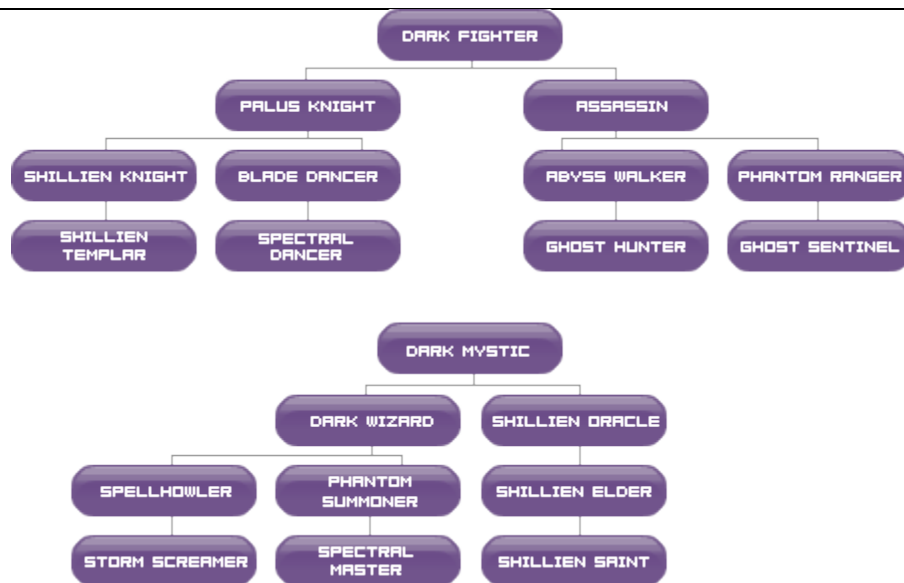 DARK FIGHTER
PALUS KNIGHT
ASSASSIN
SHILLIEN KNIGHT
BLADE DANCER
ABYSS WALKER
PHANTOM RANGER
SHILLIEN
TEMPLAR
SPECTRAL
DANCER
GHOST HUNTER
GHOST SENTINEL
DARK MYSTIC
DARK WIZARD
SHILLIEN ORACLE
SPELLHOWLER
PHANTOM
SUMMONER
SHILLIEN ELDER
STORM SCREAMER
SPECTRAL
MASTER
SHILLIEN SAINT